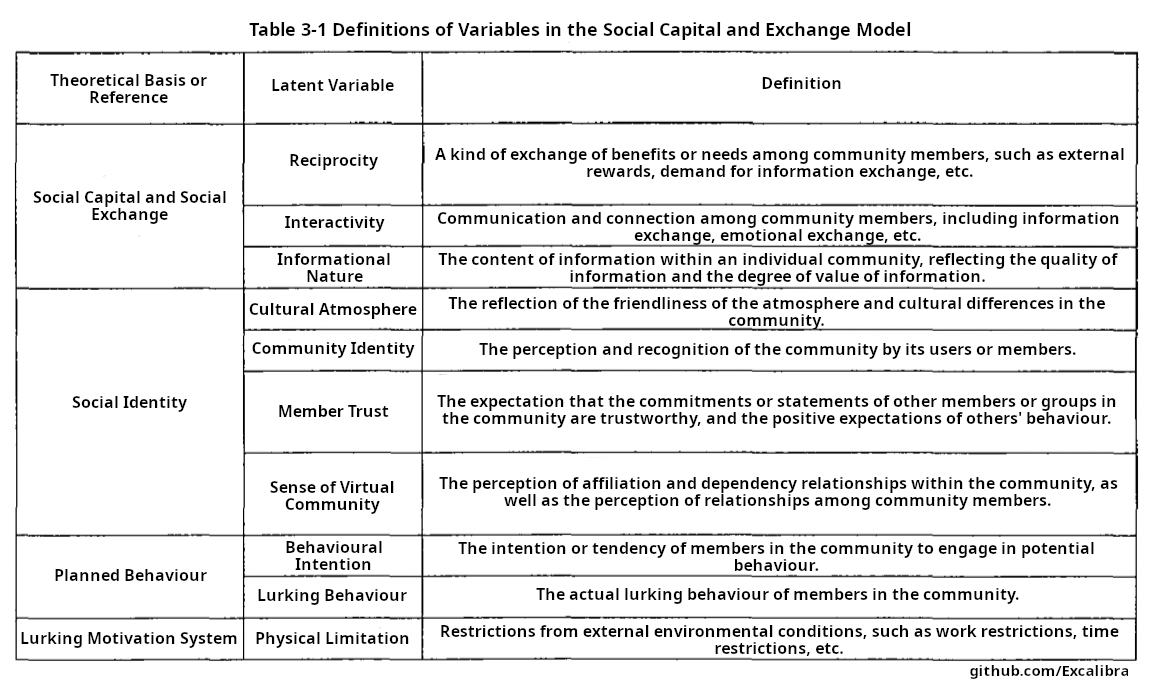 Table 3-1 Definitions of Variables in the Social Capital and Exchange Model
Theoretical Basis or
Reference
Latent Variable
Definition
Social Capital and Social
Exchange
Reciprocity
A kind of exchange of benefits or needs among community members, such as external
rewards, demand for information exchange, etc.
Interactivity
Communication and connection among community members, including information
exchange, emotional exchange, etc.
Informational
Nature
The content of information within an individual community, reflecting the quality of
information and the degree of value of information.
Social Identity
Cultural Atmosphere
The reflection of the friendliness of the atmosphere and cultural differences in the
community.
Community Identity
The perception and recognition of the community by its users or members.
Member Trust
The expectation that the commitments or statements of other members or groups in
the community are trustworthy, and the positive expectations of others' behaviour.
Sense of Virtual
Community
The perception of affiliation and dependency relationships within the community, as
well as the perception of relationships among community members.
Planned Behaviour
Behavioural
Intention
The intention or tendency of members in the community to engage in potential
behaviour.
Lurking Behaviour
The actual lurking behaviour of members in the community.
Lurking Motivation System
Physical Limitation
Restrictions from external environmental conditions, such as work restrictions, time
restrictions, etc.
github.com/Excalibra